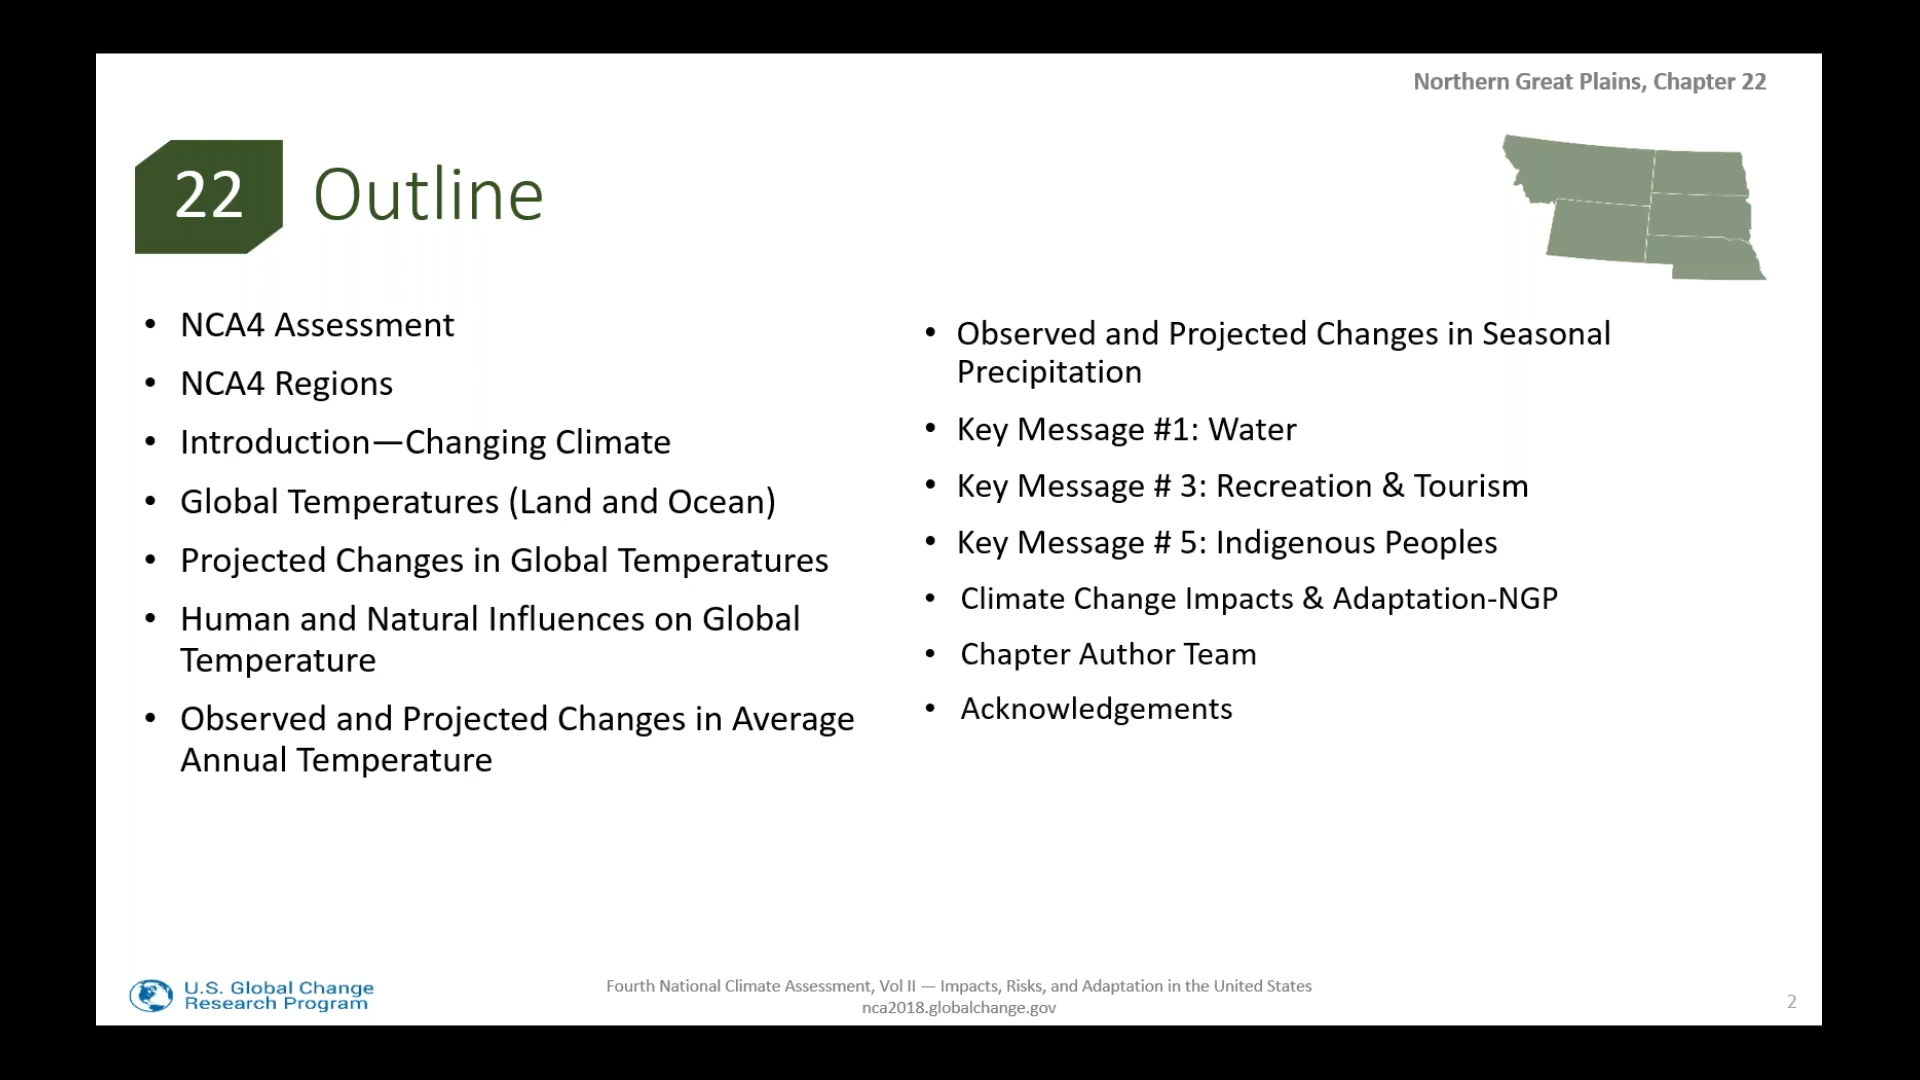 Northern Great Plains, Chapter 22
22 Outline
• NCA4 Assessment
• NCA4 Regions
• Introduction—Changing Climate
• Global Temperatures (Land and Ocean)
• Projected Changes in Global Temperatures
• Human and Natural Influences on Global
Temperature
• Observed and Projected Changes in Average
Annual Temperature
• Observed and Projected Changes in Seasonal
Precipitation
• Key Message #1: Water
• Key Message # 3: Recreation & Tourism
• Key Message # 5: Indigenous Peoples
• Climate Change Impacts & Adaptation-NGP
• Chapter Author Team
• Acknowledgements
U.S. Global Change
Research Program
Fourth National Climate Assessment, Vol II — Impacts, Risks, and Adaptation in the United States
nca2018.globalchange.gov
2